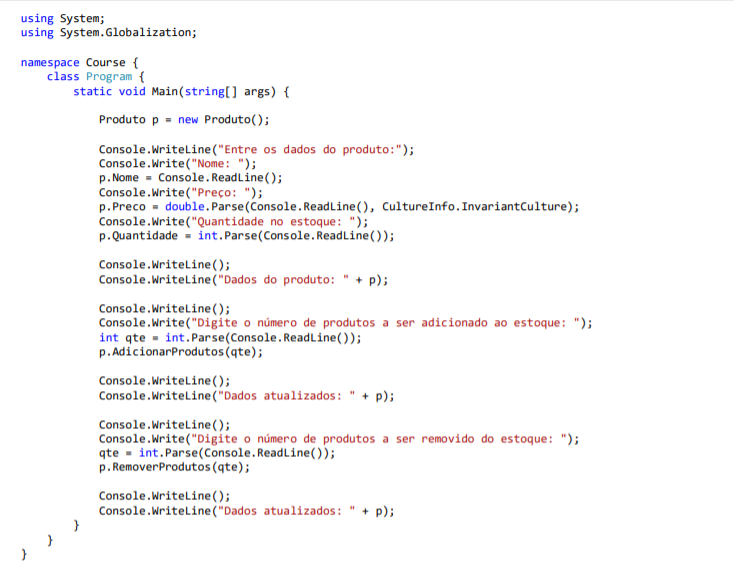 using System;
using System.Globalization;
namespace Course {
class Program {
static void Main(string[] args) {
Produto p = new Produto();
Console.WriteLine("Entre os dados do produto:");
Console.Write("Nome: ");
p.Nome = Console.ReadLine();
Console.Write("Preço: ");
p.Preco = double.Parse(Console.ReadLine(), CultureInfo.InvariantCulture);
Console.Write("Quantidade no estoque: ");
p.Quantidade = int.Parse(Console.ReadLine());
Console.WriteLine();
Console.WriteLine("Dados do produto: " + p);
Console.WriteLine();
Console.Write("Digite o número de produtos a ser adicionado ao estoque: ");
int qte = int.Parse(Console.ReadLine());
p.AdicionarProdutos(qte);
Console.WriteLine();
Console.WriteLine("Dados atualizados: " + p);
Console.WriteLine();
Console.Write("Digite o número de produtos a ser removido do estoque: ");
qte = int.Parse(Console.ReadLine());
p.RemoverProdutos(qte);
Console.WriteLine();
Console.WriteLine("Dados atualizados: " + p);
}
}
}